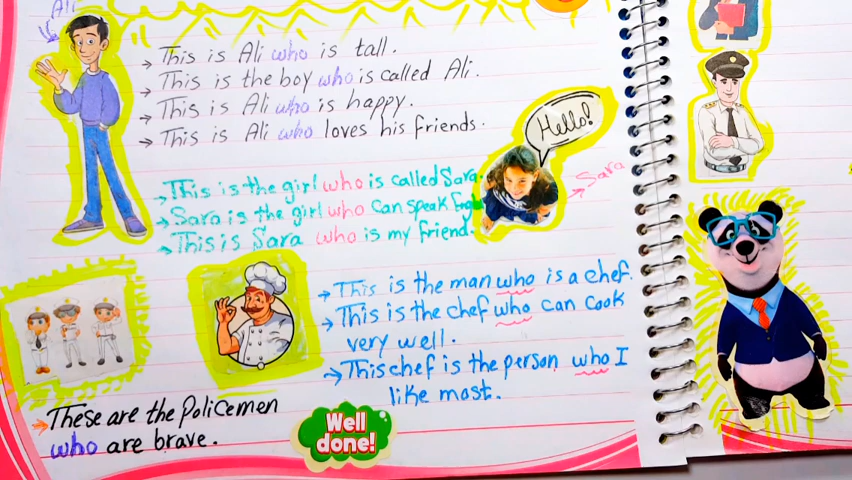 Ali
→ This is Ali who is tall.
→ This is the boy who is called Ali.
→ This is Ali who is happy.
→ This is Ali who loves his friends.
Hello!
Sara
→ This is the girl who is called Sara.
→ Sara is the girl who can speak
→ This is Sara who is my friend.
→ This is the man who is a chef.
→ This is the chef who can cook
very well.
→ This chef is the person who I
like most.
→ These are the Policemen
who are brave.
Well
done!